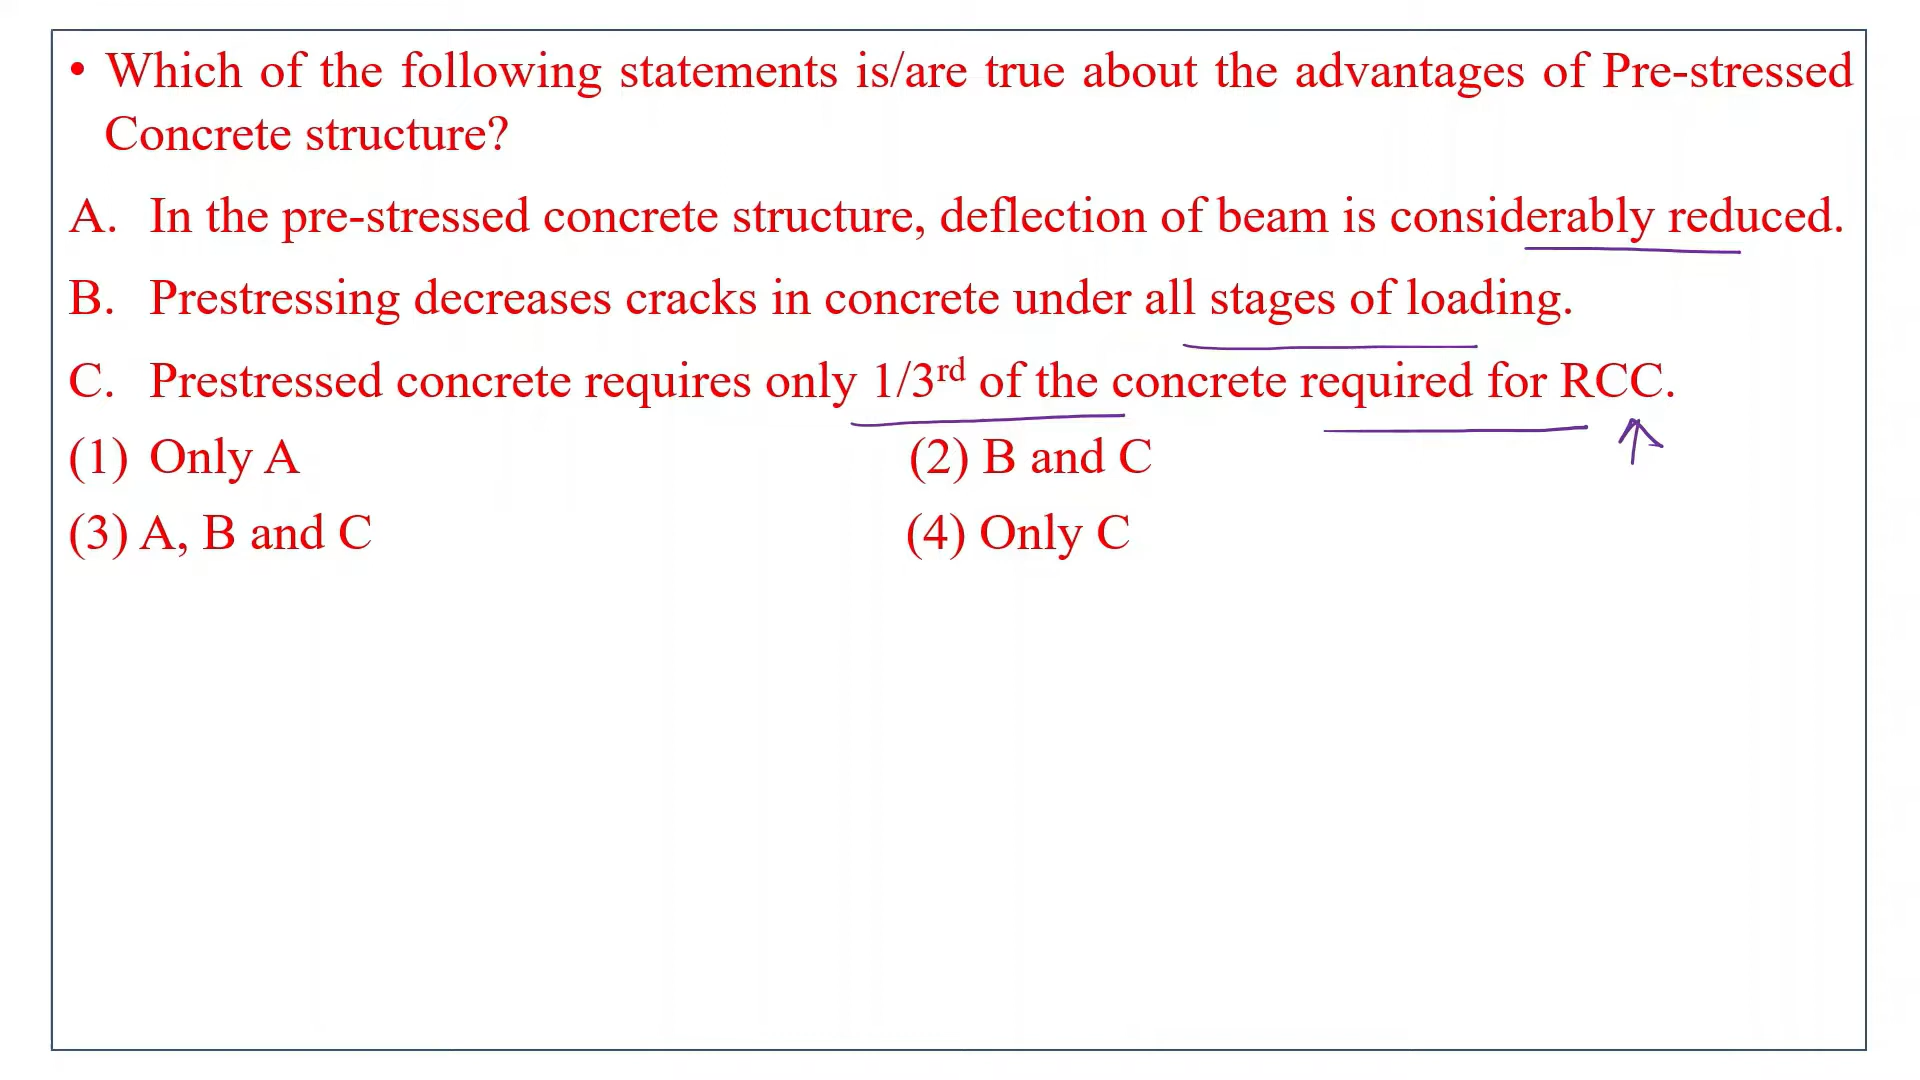 • Which of the following statements is/are true about the advantages of Pre-stressed
Concrete structure?
A. In the pre-stressed concrete structure, deflection of beam is considerably reduced.
B. Prestressing decreases cracks in concrete under all stages of loading.
C. Prestressed concrete requires only 1/3rd of the concrete required for RCC.
(1) Only A (2) B and C
(3) A, B and C (4) Only C